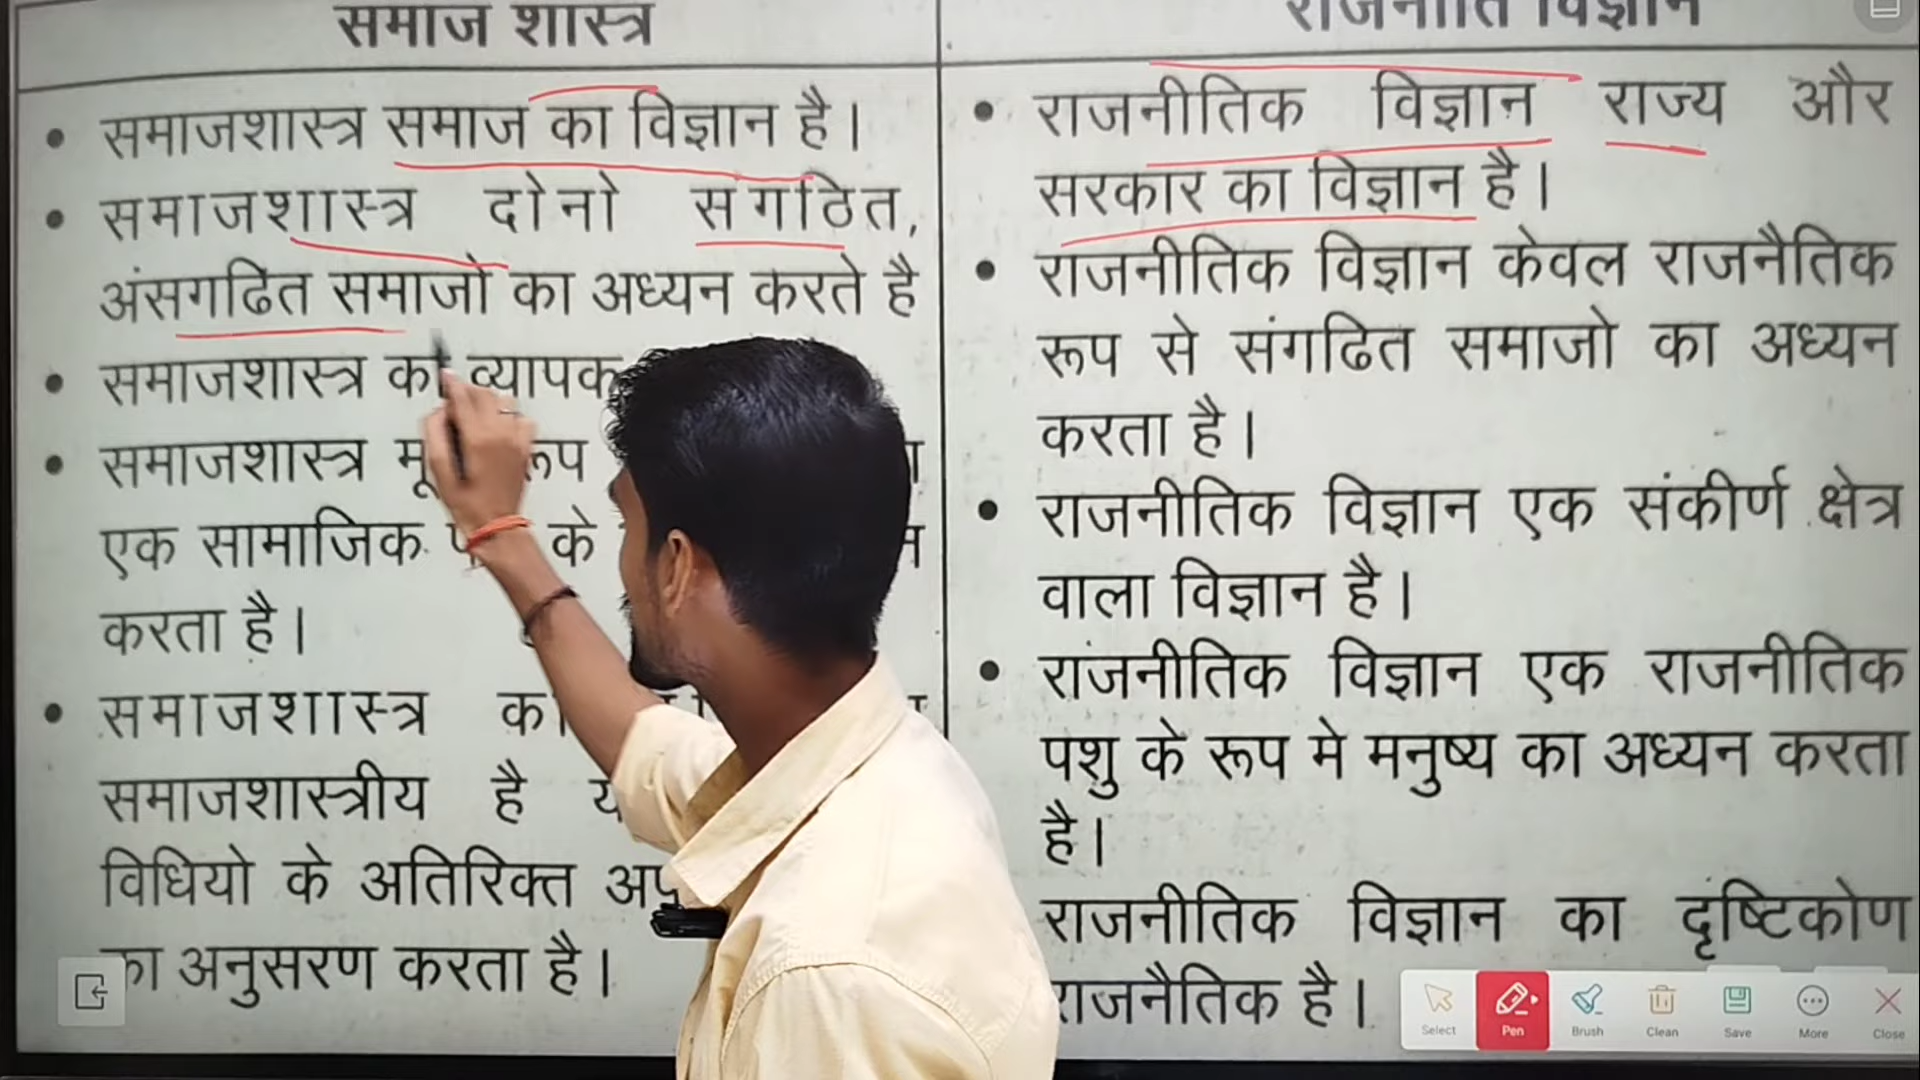 समाज शास्त्र
समाजशास्त्र समाज का विज्ञान है।
समाजशास्त्र दोनो सगठित,
अंसगढित समाजो का अध्यन करते है
समाजशास्त्र का व्यापक
समाजशास्त्र रूप
एक सामाजिक के
करता है।
समाजशास्त्र
समाजशास्त्रीय है
विधियो के अतिरिक्त
का अनुसरण करता है।
राजनीति विज्ञान
राजनीतिक विज्ञान राज्य और
सरकार का विज्ञान है।
राजनीतिक विज्ञान केवल राजनैतिक
रूप से संगढित समाजो का अध्यन
करता है।
राजनीतिक विज्ञान एक संकीर्ण क्षेत्र
वाला विज्ञान है।
राजनीतिक विज्ञान एक राजनीतिक
पशु के रूप मे मनुष्य का अध्यन करता
है।
राजनीतिक विज्ञान का दृष्टिकोण
राजनैतिक है।
Select Pen Brush Clean Save More Close